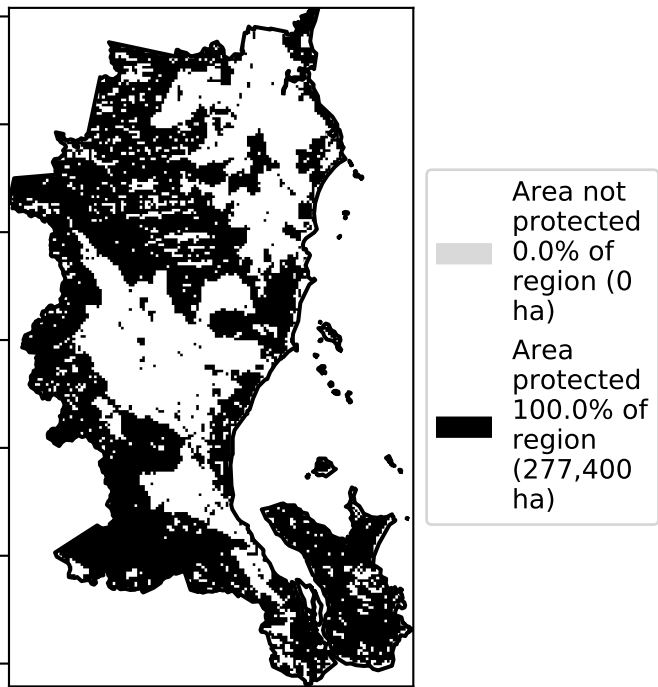 Area not
protected
0.0% of
region (0
ha)
Area
protected
100.0% of
region
(277,400
ha)